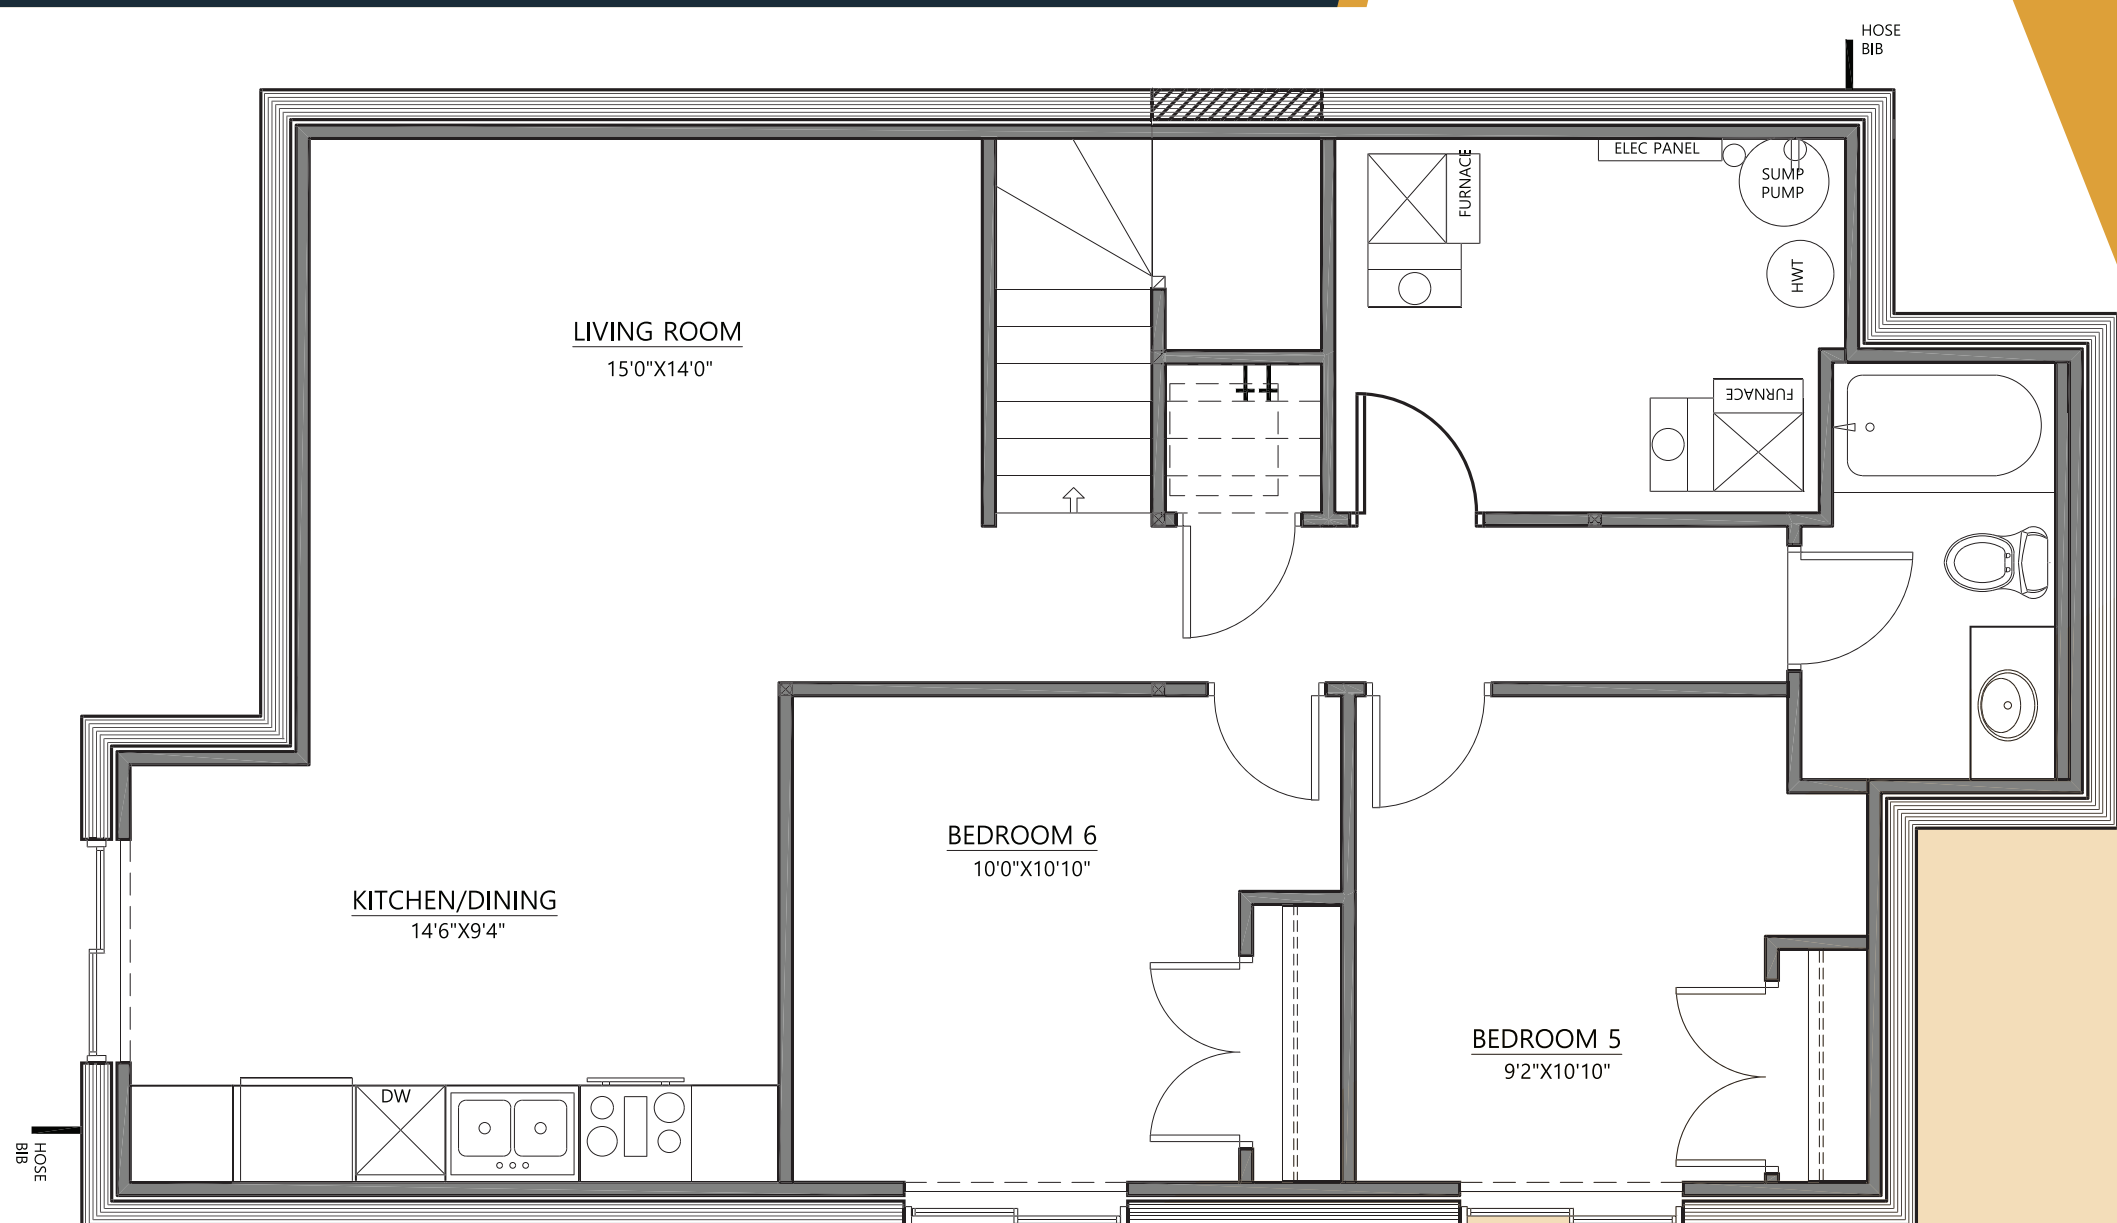 HOSE
BIB
ELEC PANEL
FURNACE
SUMP
PUMP
HWT
LIVING ROOM
15'0"X14'0"
FURNACE
BEDROOM 6
10'0"X10'10"
KITCHEN/DINING
14'6"X9'4"
BEDROOM 5
9'2"X10'10"
DW
HOSE
BIB